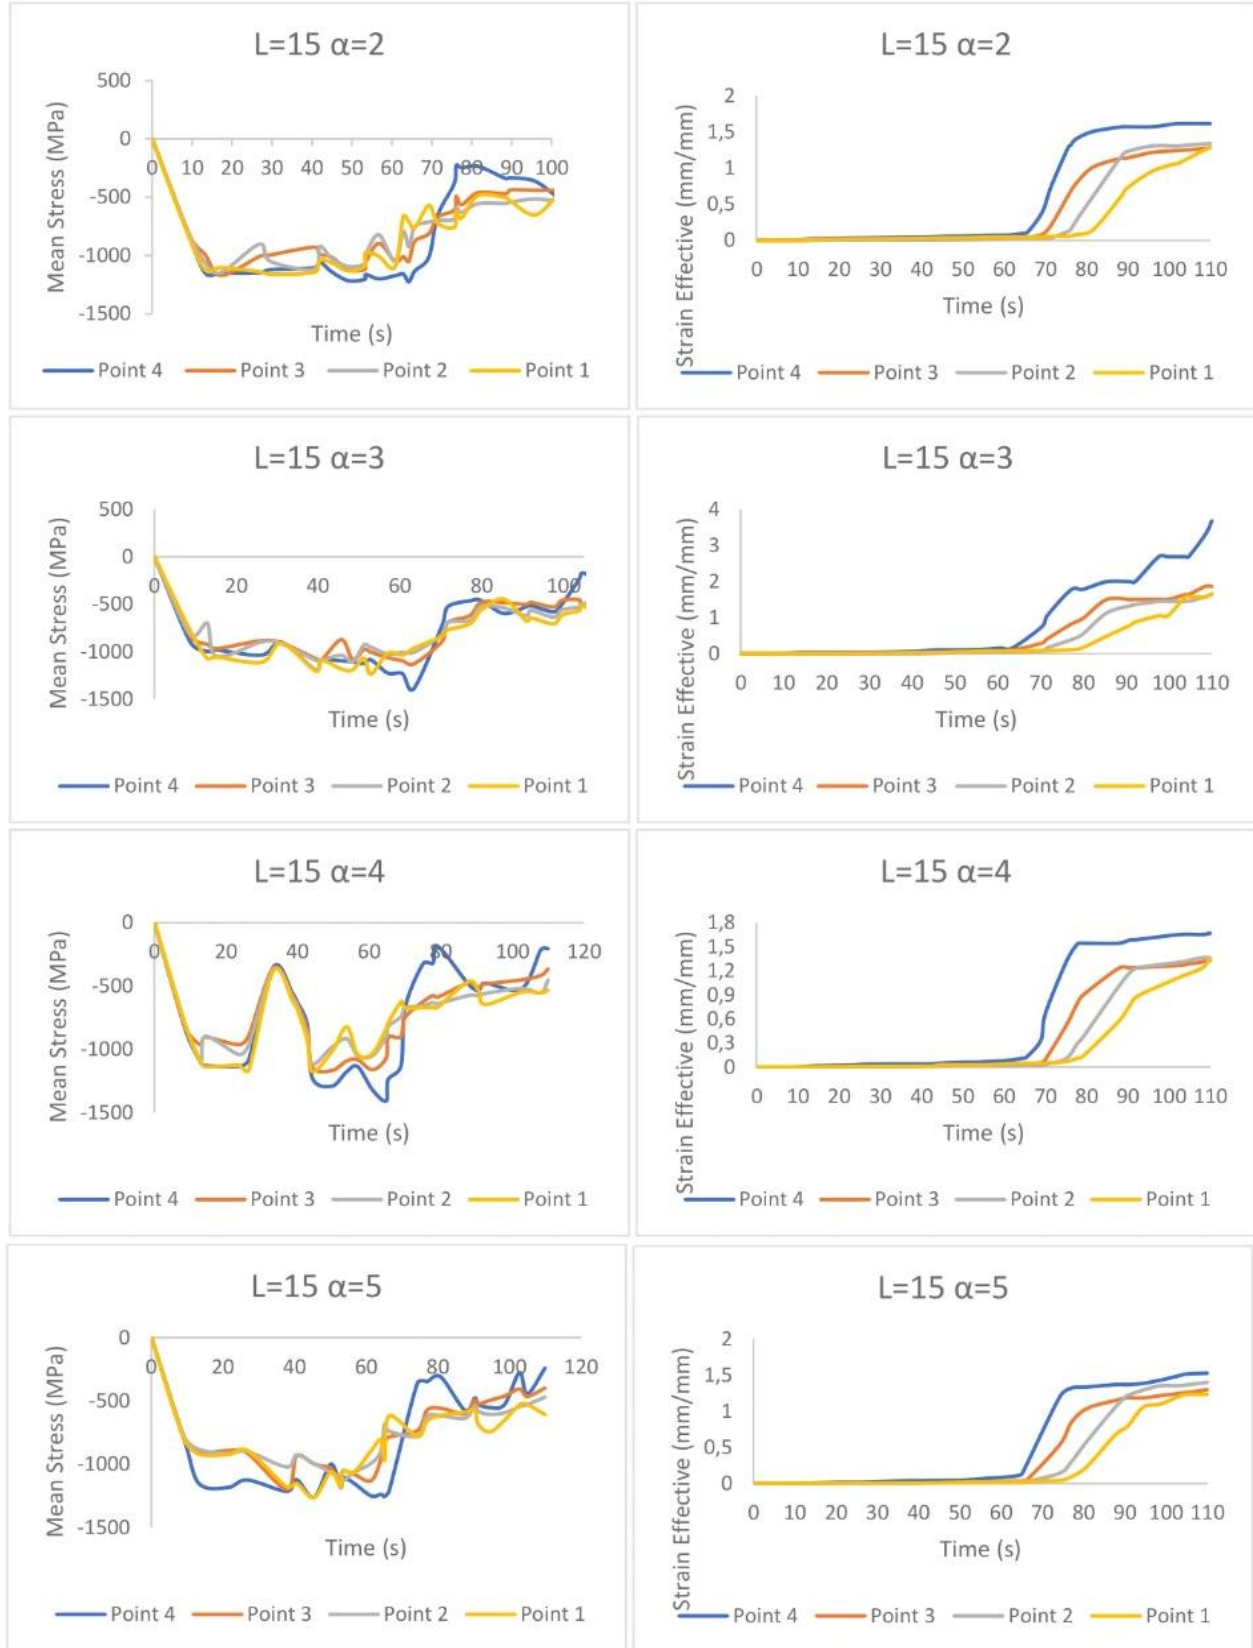 L=15 α=2
Mean Stress (MPa)
500
0
-500
-1000
-1500
0 10 20 30 40 50 60 70 80 90 100
Time (s)
Point 4 Point 3 Point 2 Point 1
L=15 α=2
Strain Effective (mm/mm)
2
1,5
1
0,5
0
0 10 20 30 40 50 60 70 80 90 100 110
Time (s)
Point 4 Point 3 Point 2 Point 1
L=15 α=3
Mean Stress (MPa)
500
0
-500
-1000
-1500
0 20 40 60 80 100
Time (s)
Point 4 Point 3 Point 2 Point 1
L=15 α=3
Strain Effective (mm/mm)
4
3
2
1
0
0 10 20 30 40 50 60 70 80 90 100 110
Time (s)
Point 4 Point 3 Point 2 Point 1
L=15 α=4
Mean Stress (MPa)
0
-500
-1000
-1500
0 20 40 60 80 100 120
Time (s)
Point 4 Point 3 Point 2 Point 1
L=15 α=4
Strain Effective (mm/mm)
1,8
1,5
1,2
0,9
0,6
0,3
0
0 10 20 30 40 50 60 70 80 90 100 110
Time (s)
Point 4 Point 3 Point 2 Point 1
L=15 α=5
Mean Stress (MPa)
0
-500
-1000
-1500
0 20 40 60 80 100 120
Time (s)
Point 4 Point 3 Point 2 Point 1
L=15 α=5
Strain Effective (mm/mm)
2
1,5
1
0,5
0
0 10 20 30 40 50 60 70 80 90 100 110
Time (s)
Point 4 Point 3 Point 2 Point 1